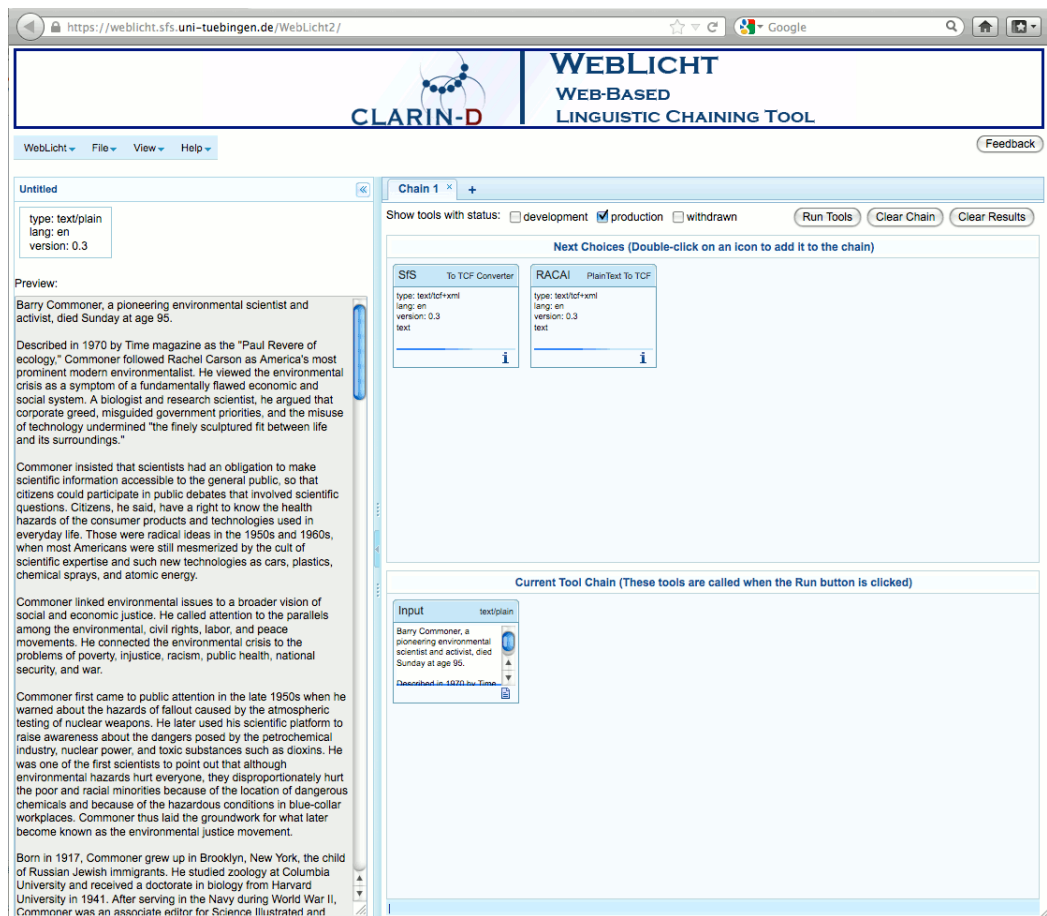 https://weblicht.sfs.uni-tuebingen.de/WebLicht2/
Google
CLARIN-D
WEBLICHT
WEB-BASED
LINGUISTIC CHAINING TOOL
WebLicht File View Help
Feedback
Untitled
type: text/plain
lang: en
version: 0.3
Preview:
Barry Commoner, a pioneering environmental scientist and
activist, died Sunday at age 95.
Described in 1970 by Time magazine as the "Paul Revere of
ecology," Commoner followed Rachel Carson as America's most
prominent modern environmentalist. He viewed the environmental
crisis as a symptom of a fundamentally flawed economic and
social system. A biologist and research scientist, he argued that
corporate greed, misguided government priorities, and the misuse
of technology undermined "the finely sculptured fit between life
and its surroundings."
Commoner insisted that scientists had an obligation to make
scientific information accessible to the general public, so that
citizens could participate in public debates that involved scientific
questions. Citizens, he said, have a right to know the health
hazards of the consumer products and technologies used in
everyday life. Those were radical ideas in the 1950s and 1960s,
when most Americans were still mesmerized by the cult of
scientific expertise and such new technologies as cars, plastics,
chemical sprays, and atomic energy.
Commoner linked environmental issues to a broader vision of
social and economic justice. He called attention to the parallels
among the environmental, civil rights, labor, and peace
movements. He connected the environmental crisis to the
problems of poverty, injustice, racism, public health, national
security, and war.
Commoner first came to public attention in the late 1950s when he
warned about the hazards of fallout caused by the atmospheric
testing of nuclear weapons. He later used his scientific platform to
raise awareness about the dangers posed by the petrochemical
industry, nuclear power, and toxic substances such as dioxins. He
was one of the first scientists to point out that although
environmental hazards hurt everyone, they disproportionately hurt
the poor and racial minorities because of the location of dangerous
chemicals and because of the hazardous conditions in blue-collar
workplaces. Commoner thus laid the groundwork for what later
become known as the environmental justice movement.
Born in 1917, Commoner grew up in Brooklyn, New York, the child
of Russian Jewish immigrants. He studied zoology at Columbia
University and received a doctorate in biology from Harvard
University in 1941. After serving in the Navy during World War II,
Commoner was an associate editor for Science Illustrated and
Chain 1 × +
Show tools with status: development production withdrawn
Run Tools Clear Chain Clear Results
Next Choices (Double-click on an icon to add it to the chain)
SfS To TCF Converter
type: text/tcf+xml
lang: en
version: 0.3
text
i
RACAI PlainText To TCF
type: text/tcf+xml
lang: en
version: 0.3
text
i
Current Tool Chain (These tools are called when the Run button is clicked)
Input text/plain
Barry Commoner, a
pioneering environmental
scientist and activist, died
Sunday at age 95.
Described in 1970 by Time